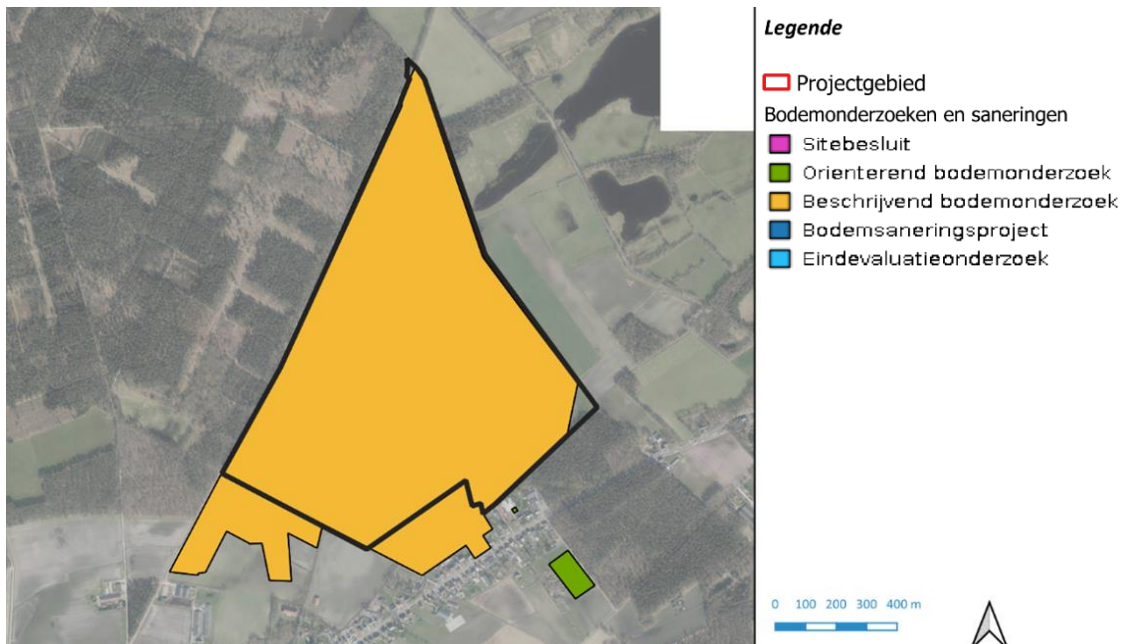 Legende
Projectgebied
Bodemonderzoeken en saneringen
Sitebesluit
Orienterend bodemonderzoek
Beschrijvend bodemonderzoek
Bodemsaneringsproject
Eindevaluatieonderzoek
0 100 200 300 400 m